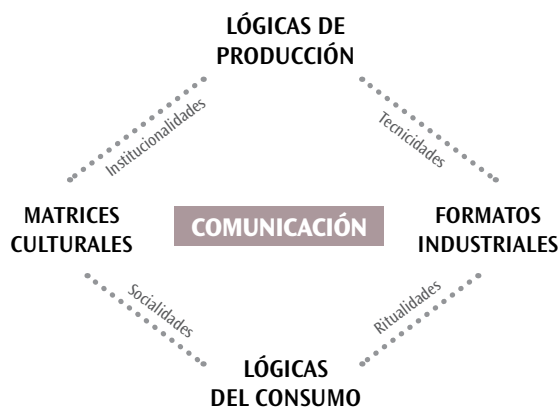 LÓGICAS DE
PRODUCCIÓN
Institucionalidades
Tecnicidades
MATRICES
CULTURALES
COMUNICACIÓN
FORMATOS
INDUSTRIALES
Socialidades
Ritualidades
LÓGICAS
DEL CONSUMO